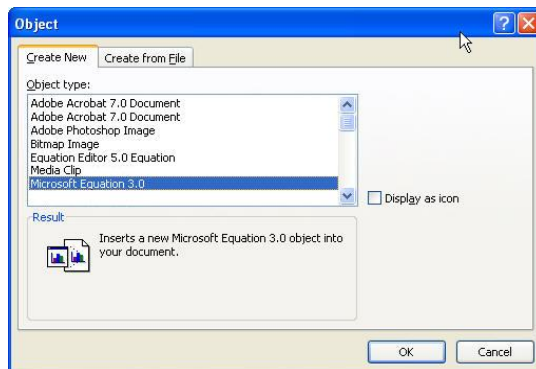 Object
Create New
Create from File
Object type:
Adobe Acrobat 7.0 Document
Adobe Acrobat 7.0 Document
Adobe Photoshop Image
Bitmap Image
Equation Editor 5.0 Equation
Media Clip
Microsoft Equation 3.0
Display as icon
Result
Inserts a new Microsoft Equation 3.0 object into
your document.
OK
Cancel